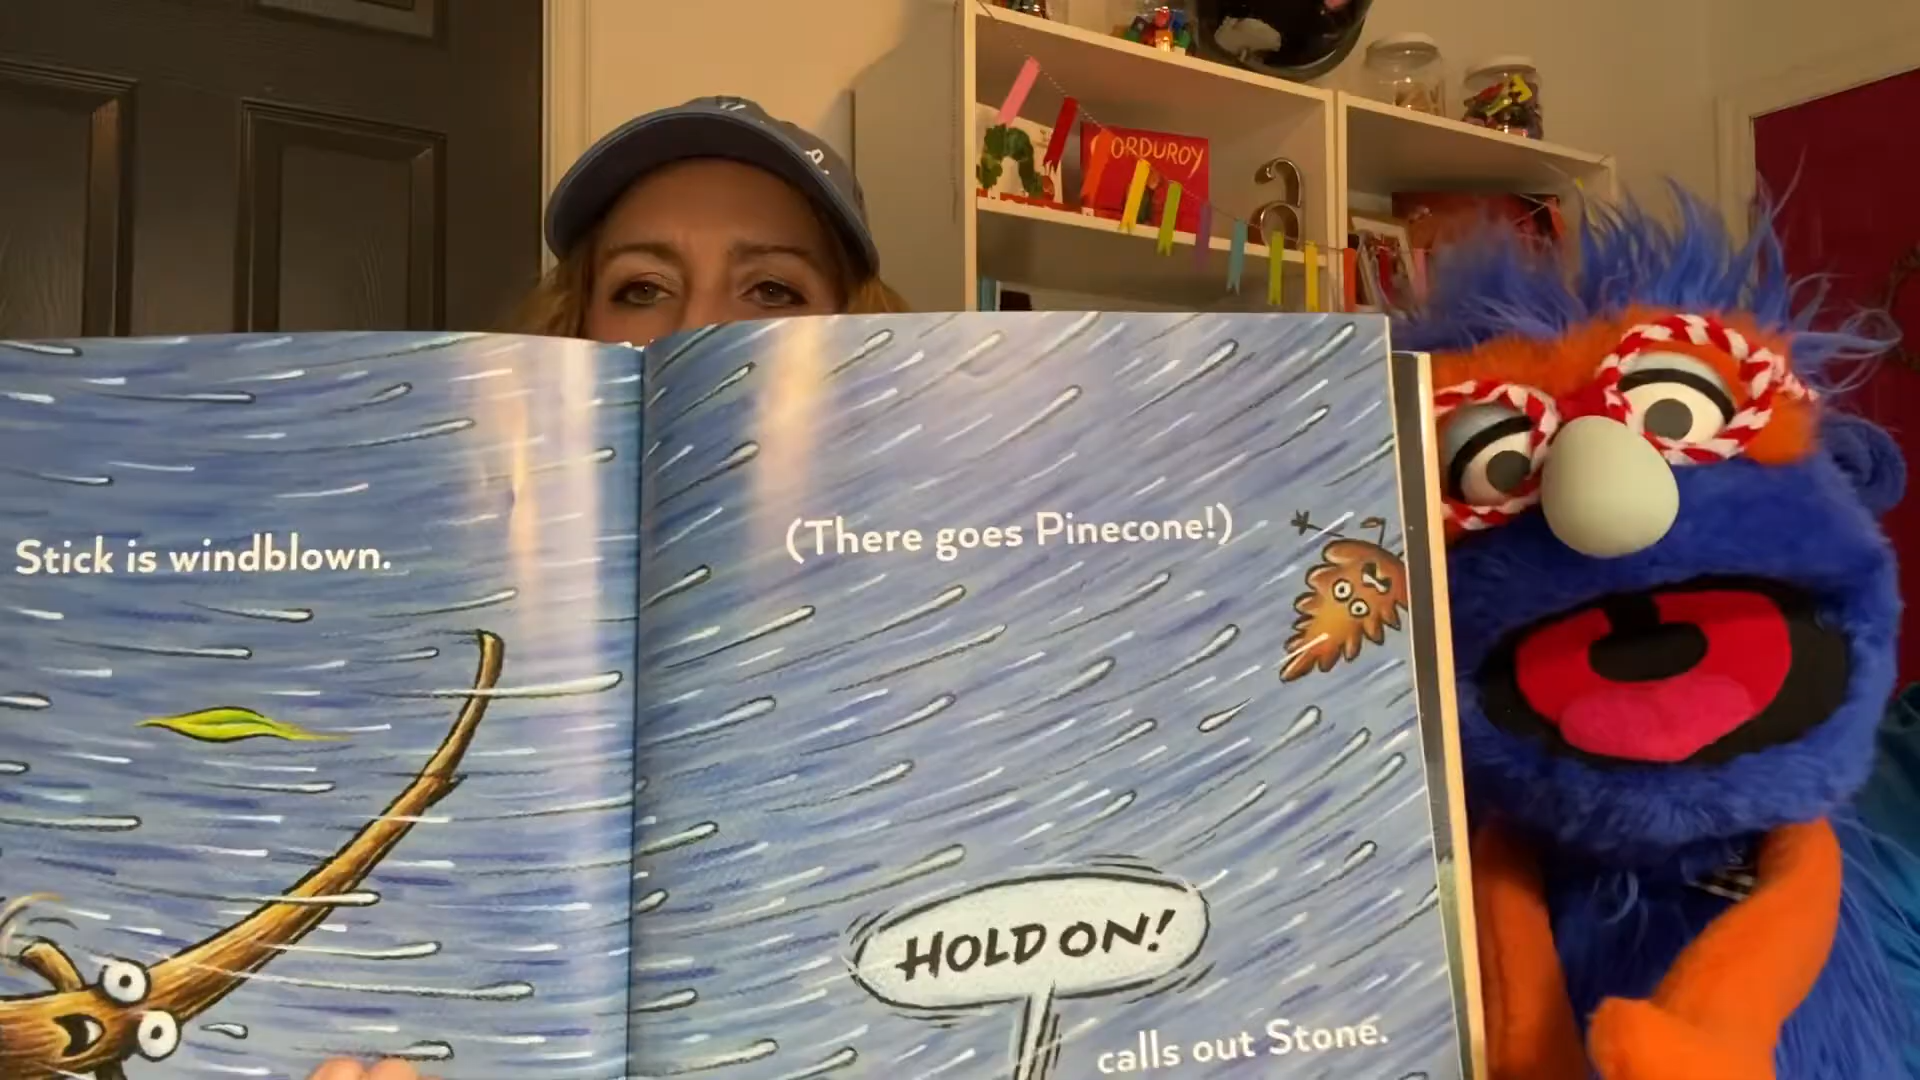 CORDUROY
a
Stick is windblown.
(There goes Pinecone!)
HOLD ON!
calls out Stone.